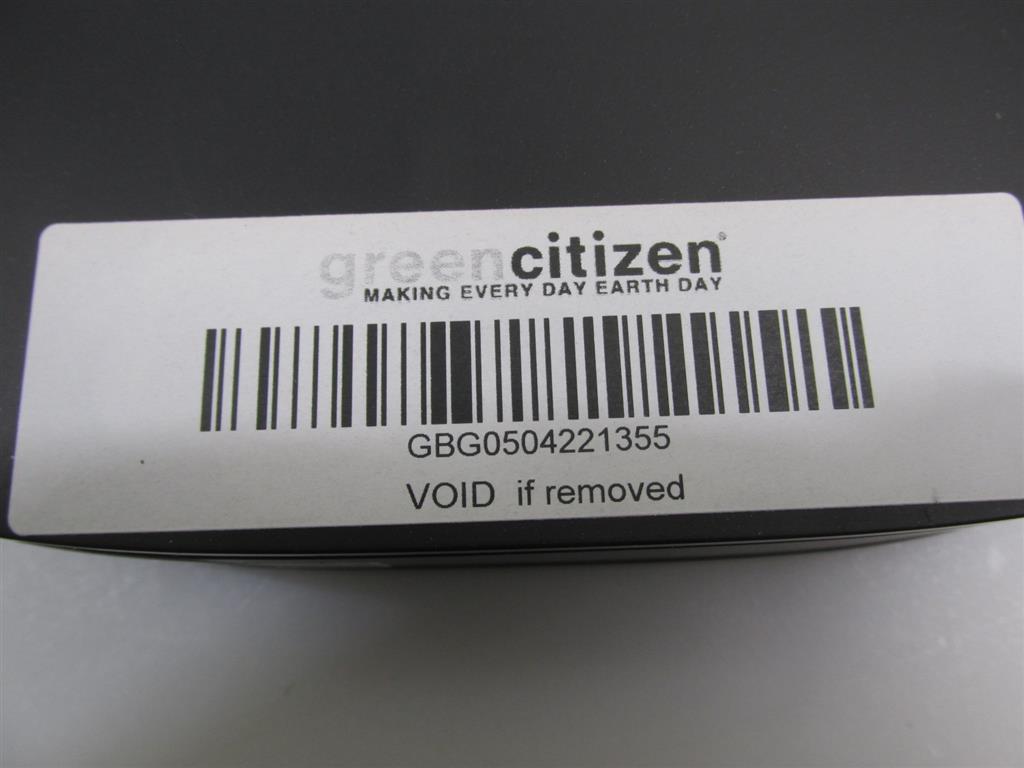 greencitizen®
MAKING EVERY DAY EARTH DAY
GBG0504221355
VOID if removed